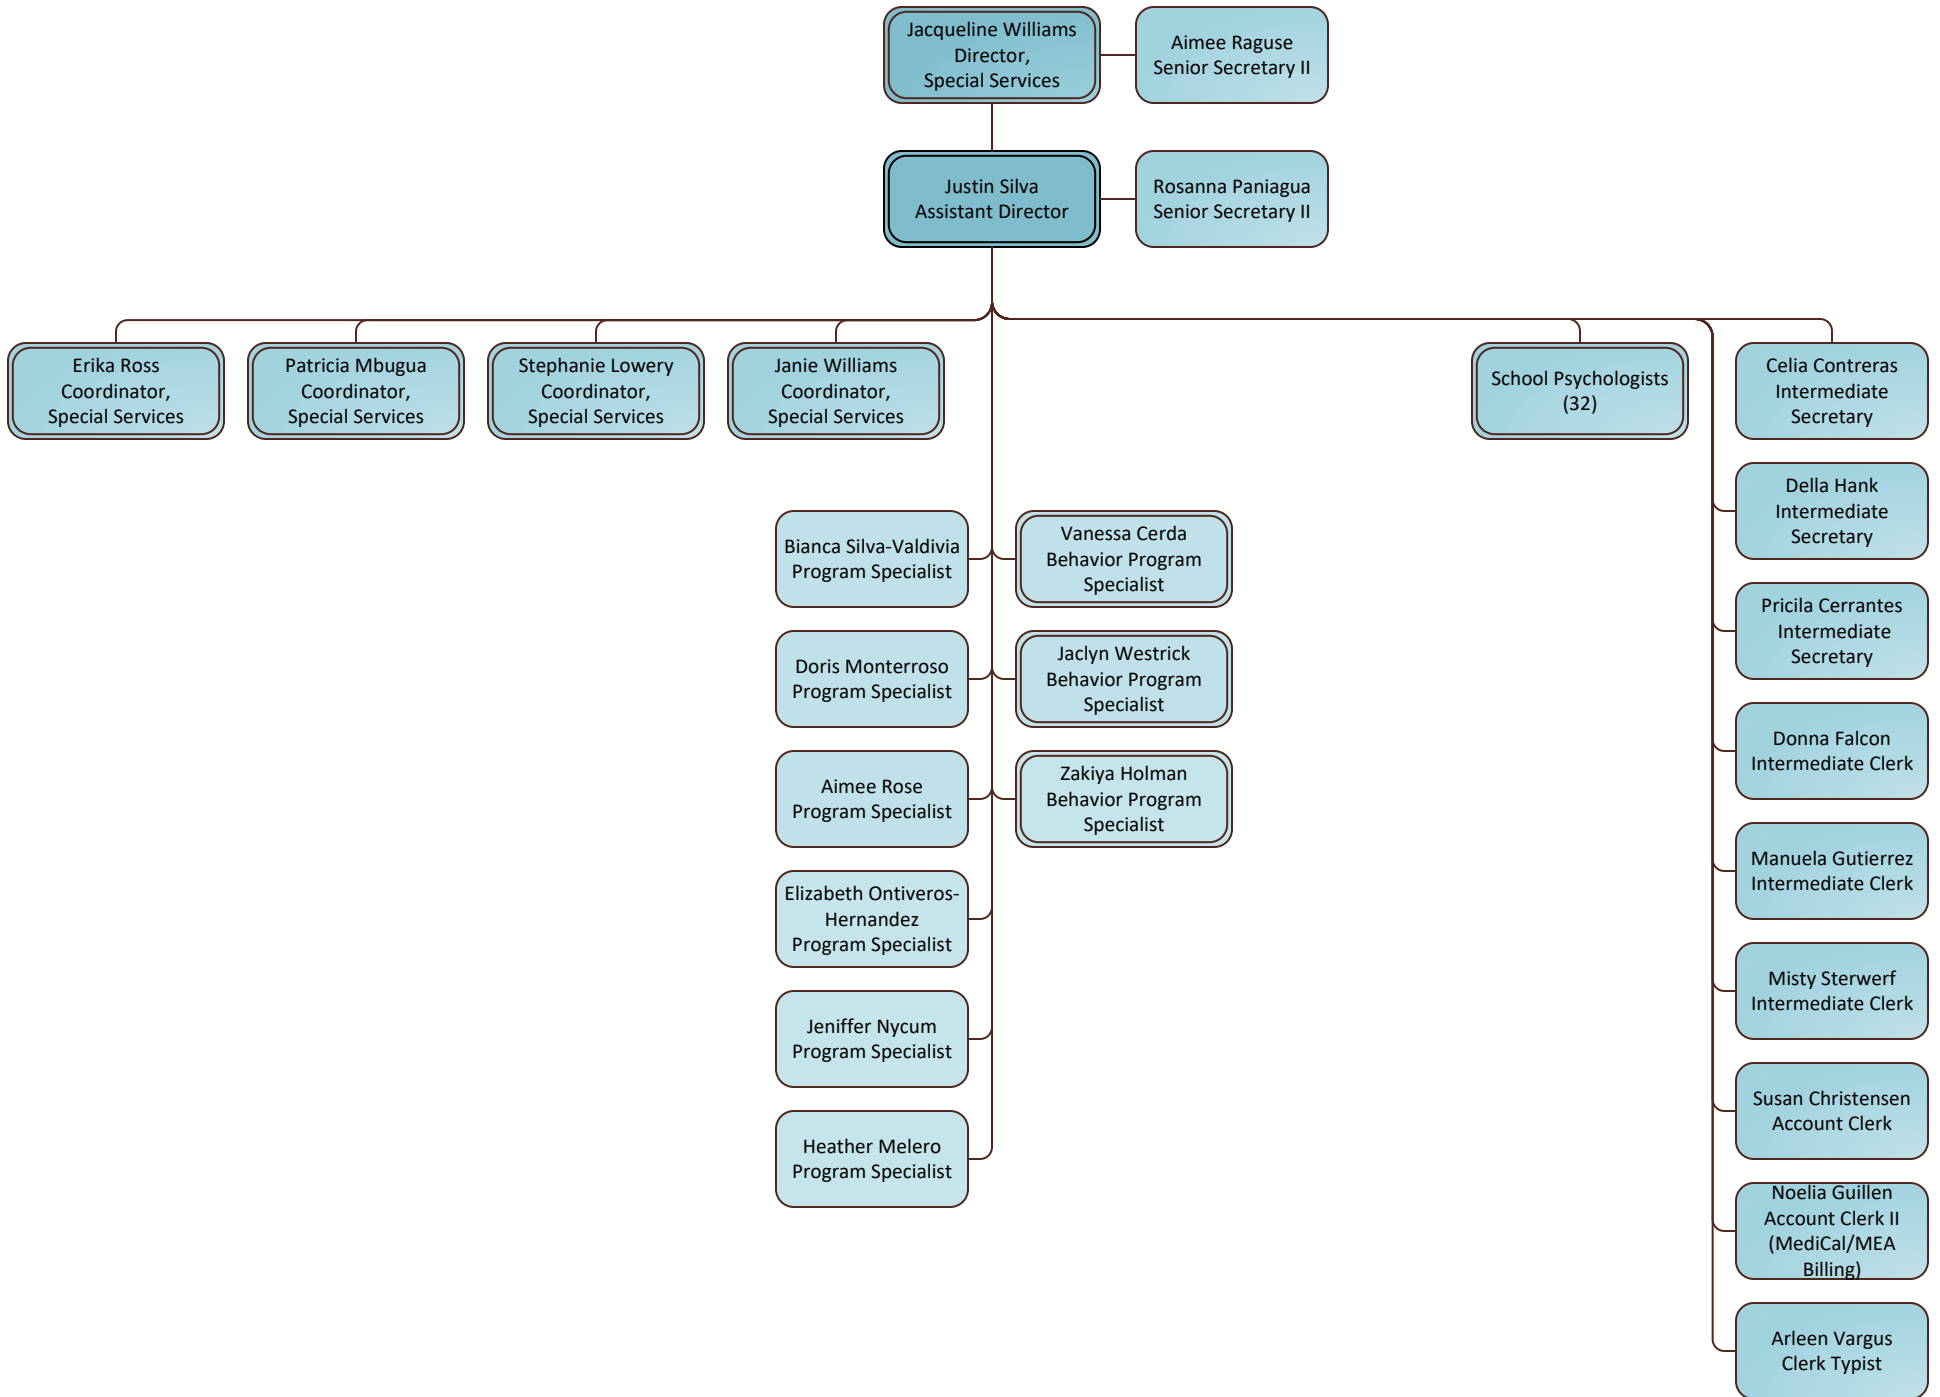 Jacqueline Williams
Director,
Special Services
Aimee Raguse
Senior Secretary II
Justin Silva
Assistant Director
Rosanna Paniagua
Senior Secretary II
Erika Ross
Coordinator,
Special Services
Patricia Mbugua
Coordinator,
Special Services
Stephanie Lowery
Coordinator,
Special Services
Janie Williams
Coordinator,
Special Services
School Psychologists
(32)
Celia Contreras
Intermediate
Secretary
Della Hank
Intermediate
Secretary
Pricila Cerrantes
Intermediate
Secretary
Donna Falcon
Intermediate Clerk
Manuela Gutierrez
Intermediate Clerk
Misty Sterwerf
Intermediate Clerk
Susan Christensen
Account Clerk
Noelia Guillen
Account Clerk II
(MediCal/MEA
Billing)
Arleen Vargus
Clerk Typist
Bianca Silva-Valdivia
Program Specialist
Vanessa Cerda
Behavior Program
Specialist
Doris Monterroso
Program Specialist
Jaclyn Westrick
Behavior Program
Specialist
Aimee Rose
Program Specialist
Zakiya Holman
Behavior Program
Specialist
Elizabeth Ontiveros-
Hernandez
Program Specialist
Jeniffer Nycum
Program Specialist
Heather Melero
Program Specialist